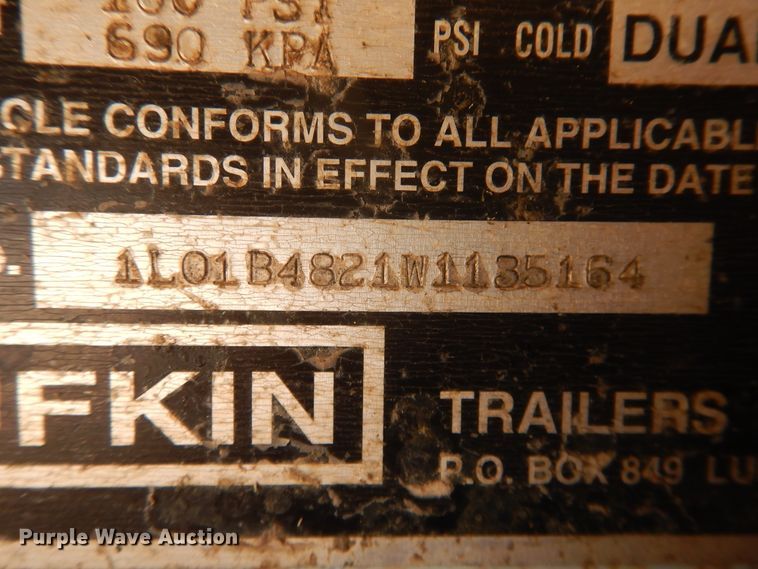 100 PSI
690 KPA PSI COLD DUAL
CLE CONFORMS TO ALL APPLICABL
STANDARDS IN EFFECT ON THE DATE
1L01B4821W1135164
FKIN
TRAILERS
P.O. BOX 849 LU
Purple Wave Auction